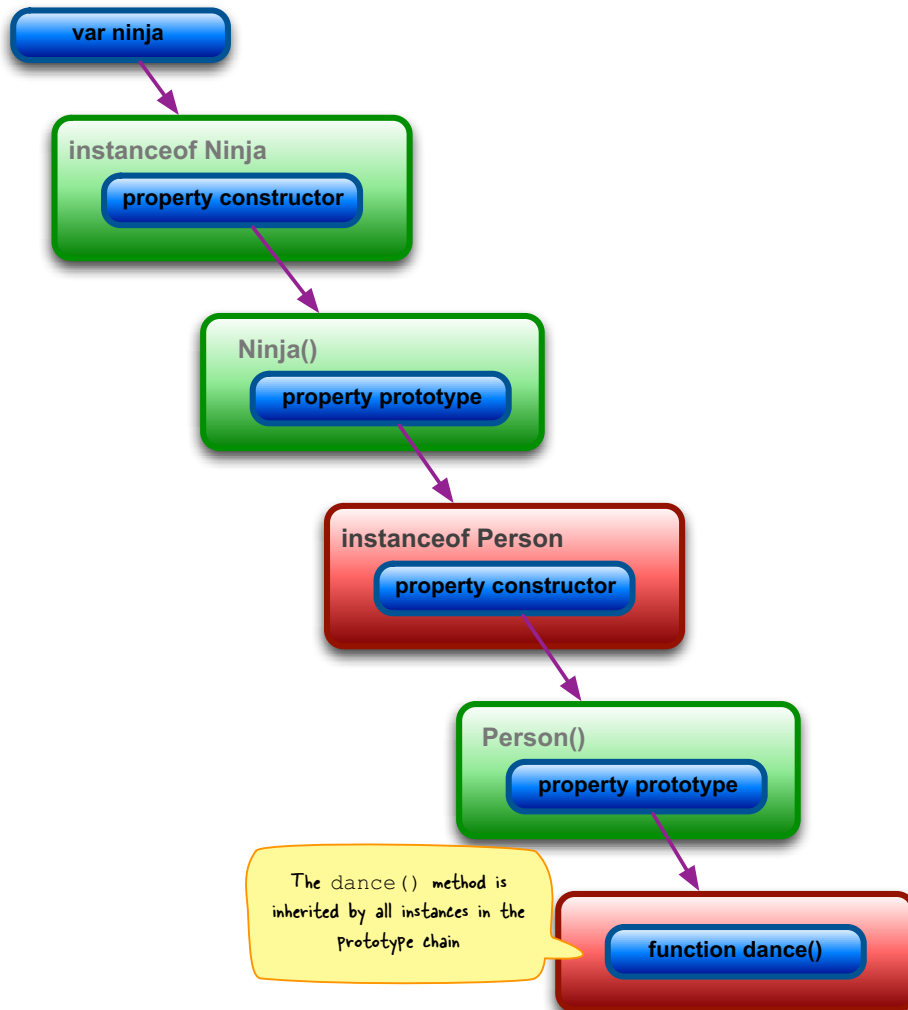 var ninja
instanceof Ninja
property constructor
Ninja()
property prototype
instanceof Person
property constructor
Person()
property prototype
The dance() method is
inherited by all instances in the
prototype chain
function dance()